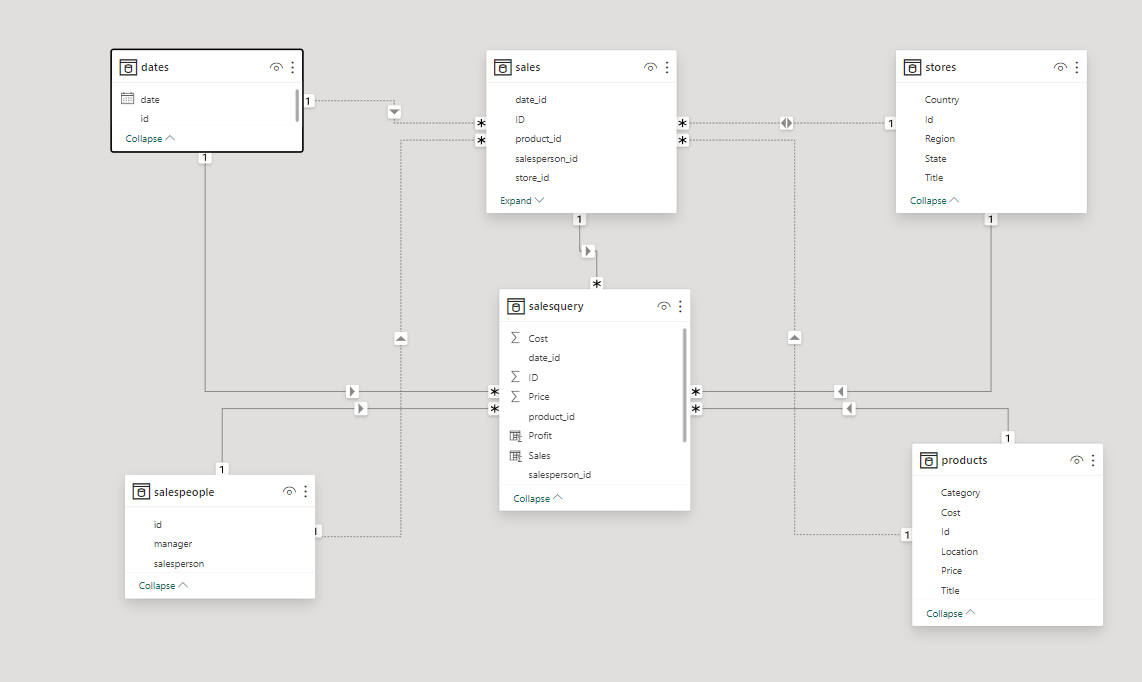 dates
date
id
Collapse
sales
date_id
ID
product_id
salesperson_id
store_id
Expand
stores
Country
Id
Region
State
Title
Collapse
1
*
*
*
*
1
1
1
1
*
salesquery
Cost
date_id
ID
Price
product_id
Profit
Sales
salesperson_id
Collapse
*
*
*
*
1
1
salespeople
id
manager
salesperson
Collapse
1
products
Category
Cost
Id
Location
Price
Title
Collapse
1